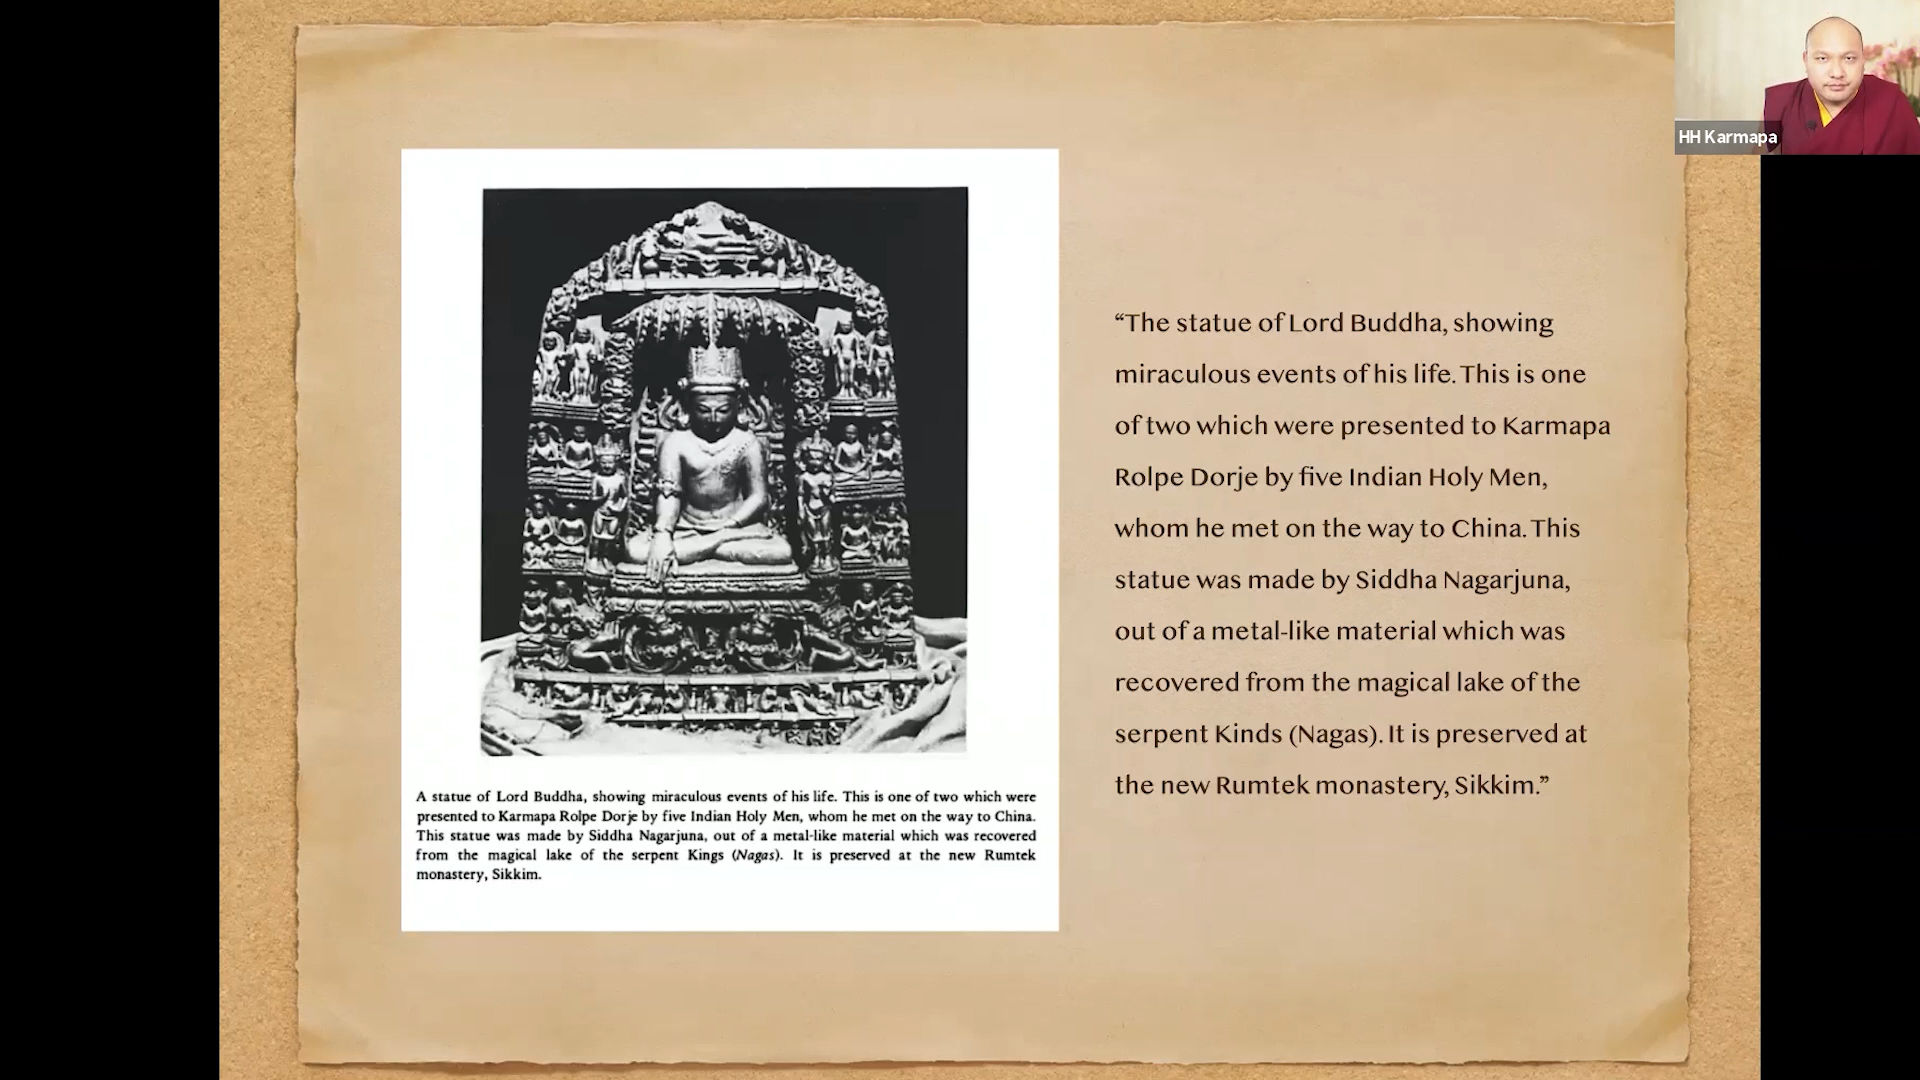 HH Karmapa
A statue of Lord Buddha, showing miraculous events of his life. This is one of two which were
presented to Karmapa Rolpe Dorje by five Indian Holy Men, whom he met on the way to China.
This statue was made by Siddha Nagarjuna, out of a metal-like material which was recovered
from the magical lake of the serpent Kings (Nagas). It is preserved at the new Rumtek
monastery, Sikkim.
“The statue of Lord Buddha, showing
miraculous events of his life. This is one
of two which were presented to Karmapa
Rolpe Dorje by five Indian Holy Men,
whom he met on the way to China. This
statue was made by Siddha Nagarjuna,
out of a metal-like material which was
recovered from the magical lake of the
serpent Kinds (Nagas). It is preserved at
the new Rumtek monastery, Sikkim.”